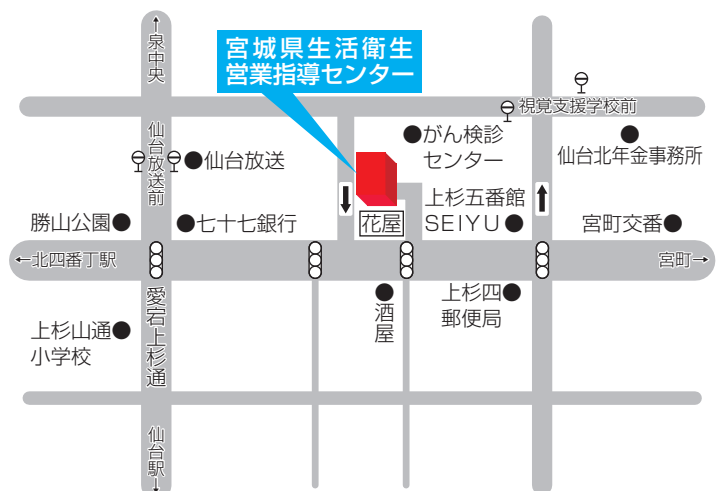 ↑泉中央
宮城県生活衛生
営業指導センター
視覚支援学校前
仙台放送前
●仙台放送
●がん検診
センター
仙台北年金事務所
勝山公園●
●七十七銀行
花屋
上杉五番館
SEIYU●
宮町交番●
←北四番丁駅
宮町→
愛宕上杉通
上杉山通●
小学校
酒屋
上杉四●
郵便局
仙台駅↓